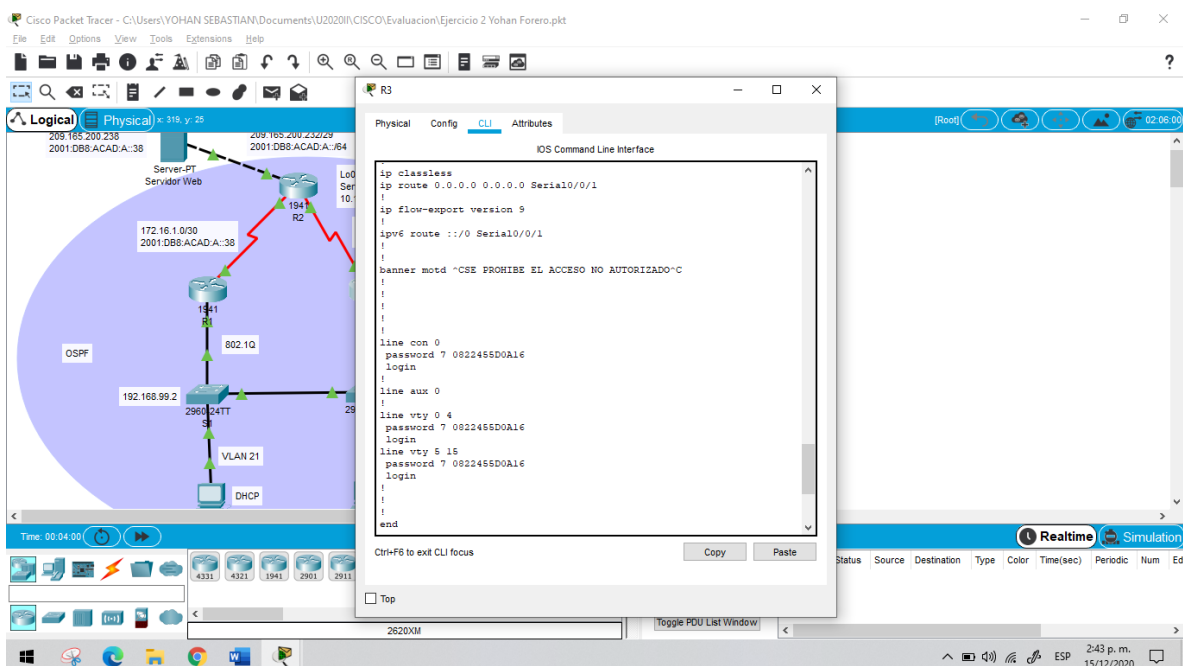 Cisco Packet Tracer - C:\Users\YOHAN SEBASTIAN\Documents\U2020II\CISCO\Evaluacion\Ejercicio 2 Yohan Forero.pkt
File Edit Options View Tools Extensions Help
Logical Physical x: 319, y: 25
[Root] 02:06:00
209.165.200.238
2001:DB8:ACAD:A::38
209.165.200.232/29
2001:DB8:ACAD:A::/64
Server-PT
Servidor Web
Lo0
Ser
10.
1941
R2
172.16.1.0/30
2001:DB8:ACAD:A::38
1941
R1
OSPF
802.1Q
192.168.99.2
2960-24TT
S1
29
VLAN 21
DHCP
R3
Physical Config CLI Attributes
IOS Command Line Interface
ip classless
ip route 0.0.0.0 0.0.0.0 Serial0/0/1
!
ip flow-export version 9
!
ipv6 route ::/0 Serial0/0/1
!
!
banner motd ^CSE PROHIBE EL ACCESO NO AUTORIZADO^C
!
!
!
!
!
line con 0
password 7 0822455D0A16
login
!
line aux 0
!
line vty 0 4
password 7 0822455D0A16
login
line vty 5 15
password 7 0822455D0A16
login
!
!
!
end
Ctrl+F6 to exit CLI focus
Copy Paste
Top
Time: 00:04:00
Realtime Simulation
4331 4321 1941 2901 2911
2620XM
Status Source Destination Type Color Time(sec) Periodic Num Ed
Toggle PDU List Window
ESP
2:43 p. m.
15/12/2020